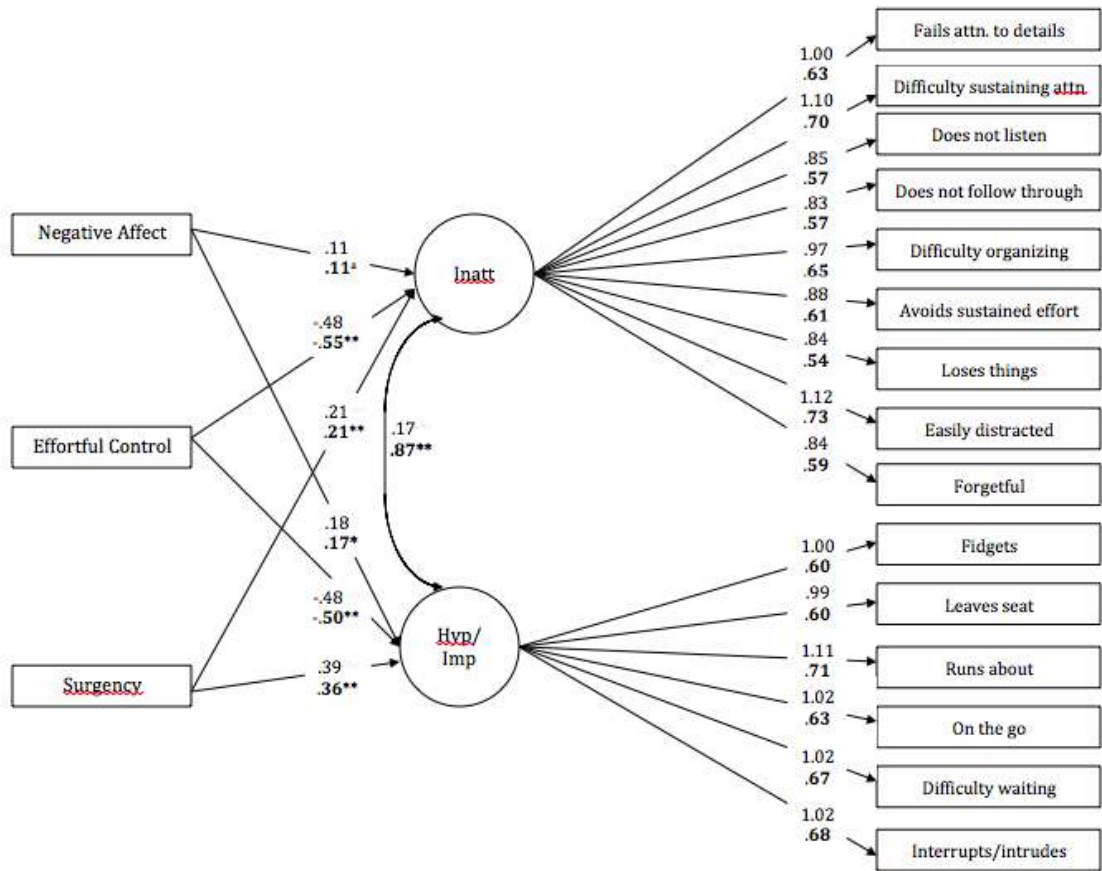 Fails attn. to details
1.00
.63
Difficulty sustaining attn
1.10
.70
Does not listen
.85
.57
Does not follow through
.83
.57
Difficulty organizing
.97
.65
Avoids sustained effort
.88
.61
Loses things
.84
.54
Easily distracted
1.12
.73
Forgetful
.84
.59
Negative Affect
.11
.11ᵃ
Inatt
-.48
-.55**
Effortful Control
.21
.21**
.17
.87**
.18
.17*
-.48
-.50**
Surgency
.39
.36**
Hyp/
Imp
Fidgets
1.00
.60
Leaves seat
.99
.60
Runs about
1.11
.71
On the go
1.02
.63
Difficulty waiting
1.02
.67
Interrupts/intrudes
1.02
.68